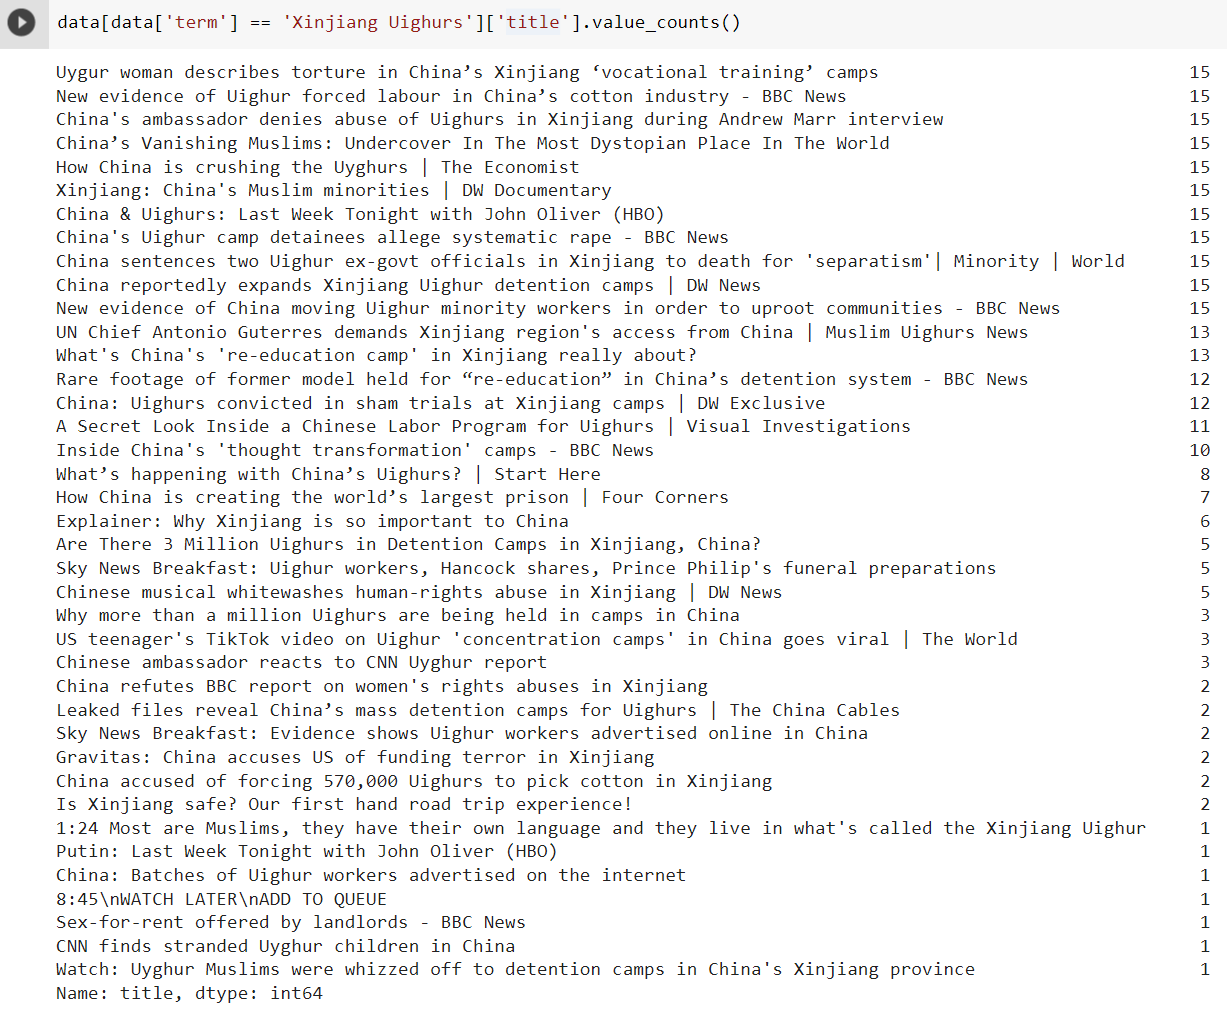 data[data['term'] == 'Xinjiang Uighurs']['title'].value_counts()
Uygur woman describes torture in China’s Xinjiang ‘vocational training’ camps 15
New evidence of Uighur forced labour in China’s cotton industry - BBC News 15
China's ambassador denies abuse of Uighurs in Xinjiang during Andrew Marr interview 15
China’s Vanishing Muslims: Undercover In The Most Dystopian Place In The World 15
How China is crushing the Uyghurs | The Economist 15
Xinjiang: China's Muslim minorities | DW Documentary 15
China & Uighurs: Last Week Tonight with John Oliver (HBO) 15
China's Uighur camp detainees allege systematic rape - BBC News 15
China sentences two Uighur ex-govt officials in Xinjiang to death for 'separatism'| Minority | World 15
China reportedly expands Xinjiang Uighur detention camps | DW News 15
New evidence of China moving Uighur minority workers in order to uproot communities - BBC News 15
UN Chief Antonio Guterres demands Xinjiang region's access from China | Muslim Uighurs News 13
What's China's 're-education camp' in Xinjiang really about? 13
Rare footage of former model held for “re-education” in China’s detention system - BBC News 12
China: Uighurs convicted in sham trials at Xinjiang camps | DW Exclusive 12
A Secret Look Inside a Chinese Labor Program for Uighurs | Visual Investigations 11
Inside China's 'thought transformation' camps - BBC News 10
What’s happening with China’s Uighurs? | Start Here 8
How China is creating the world’s largest prison | Four Corners 7
Explainer: Why Xinjiang is so important to China 6
Are There 3 Million Uighurs in Detention Camps in Xinjiang, China? 5
Sky News Breakfast: Uighur workers, Hancock shares, Prince Philip's funeral preparations 5
Chinese musical whitewashes human-rights abuse in Xinjiang | DW News 5
Why more than a million Uighurs are being held in camps in China 3
US teenager's TikTok video on Uighur 'concentration camps' in China goes viral | The World 3
Chinese ambassador reacts to CNN Uyghur report 3
China refutes BBC report on women's rights abuses in Xinjiang 2
Leaked files reveal China’s mass detention camps for Uighurs | The China Cables 2
Sky News Breakfast: Evidence shows Uighur workers advertised online in China 2
Gravitas: China accuses US of funding terror in Xinjiang 2
China accused of forcing 570,000 Uighurs to pick cotton in Xinjiang 2
Is Xinjiang safe? Our first hand road trip experience! 2
1:24 Most are Muslims, they have their own language and they live in what's called the Xinjiang Uighur 1
Putin: Last Week Tonight with John Oliver (HBO) 1
China: Batches of Uighur workers advertised on the internet 1
8:45\nWATCH LATER\nADD TO QUEUE 1
Sex-for-rent offered by landlords - BBC News 1
CNN finds stranded Uyghur children in China 1
Watch: Uyghur Muslims were whizzed off to detention camps in China's Xinjiang province 1
Name: title, dtype: int64